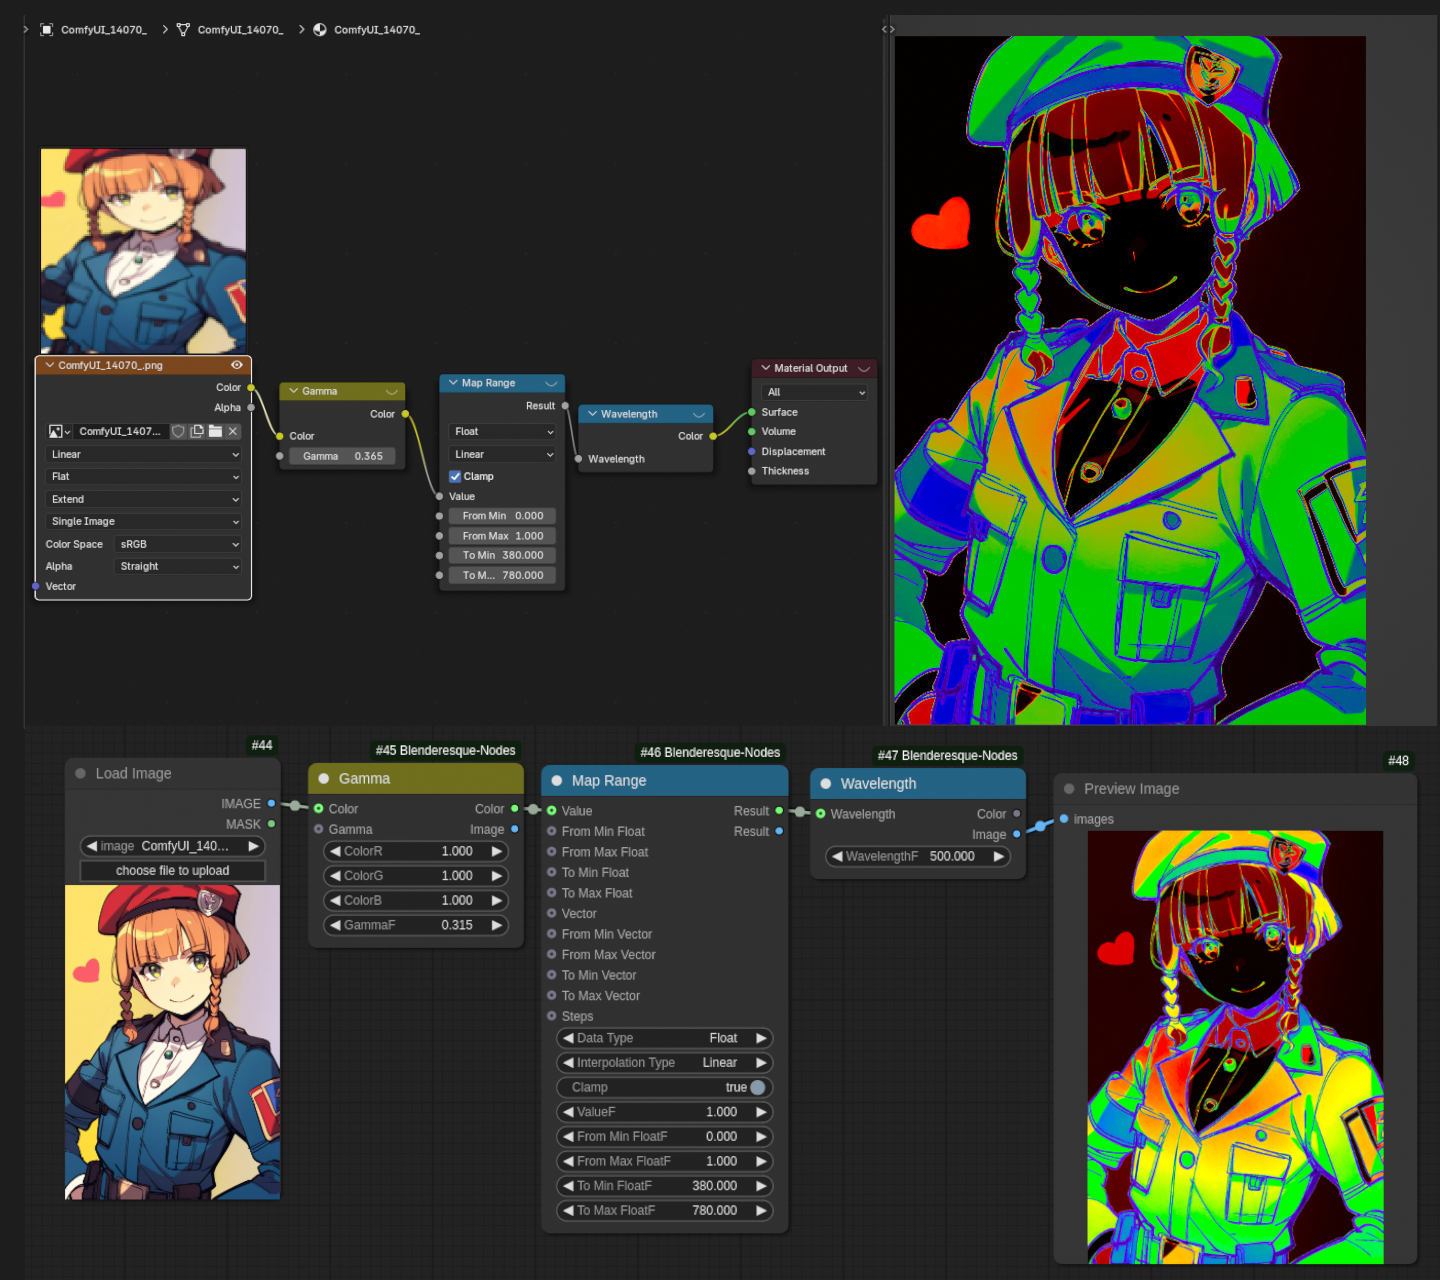 ComfyUI_14070_ ComfyUI_14070_ ComfyUI_14070_
ComfyUI_14070_.png
Color
Alpha
ComfyUI_1407...
Linear
Flat
Extend
Single Image
Color Space sRGB
Alpha Straight
Vector
Gamma
Color
Color
Gamma 0.365
Map Range
Result
Float
Linear
Clamp
Value
From Min 0.000
From Max 1.000
To Min 380.000
To M... 780.000
Wavelength
Color
Wavelength
Material Output
All
Surface
Volume
Displacement
Thickness
#44
Load Image
IMAGE
MASK
image ComfyUI_140...
choose file to upload
#45 Blenderesque-Nodes
Gamma
Color Color
Gamma Image
ColorR 1.000
ColorG 1.000
ColorB 1.000
GammaF 0.315
#46 Blenderesque-Nodes
Map Range
Value Result
From Min Float Result
From Max Float
To Min Float
To Max Float
Vector
From Min Vector
From Max Vector
To Min Vector
To Max Vector
Steps
Data Type Float
Interpolation Type Linear
Clamp true
ValueF 1.000
From Min FloatF 0.000
From Max FloatF 1.000
To Min FloatF 380.000
To Max FloatF 780.000
#47 Blenderesque-Nodes
Wavelength
Wavelength Color
Image
WavelengthF 500.000
#48
Preview Image
images